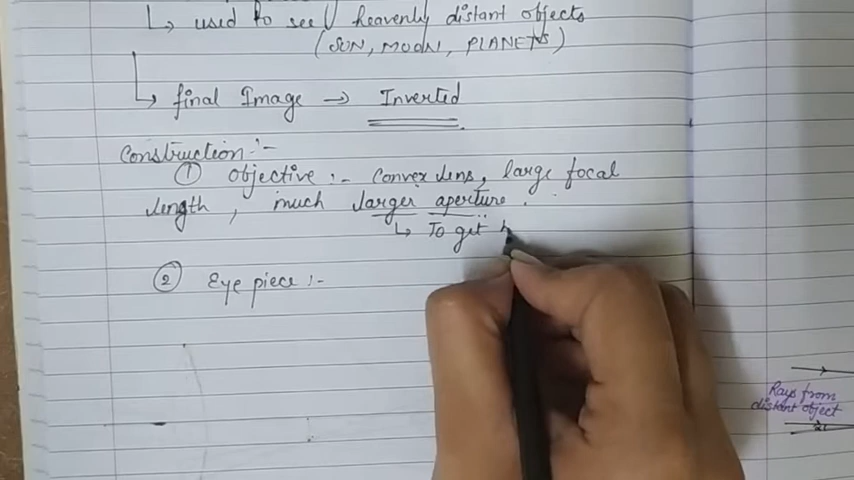 ↳ used to see heavenly distant objects
(SUN, MOON, PLANETS)
↳ final Image → Inverted
Construction :-
① Objective :- Convex lens, large focal
length, much larger aperture.
↳ To get
② Eye piece :-
Rays from
distant object